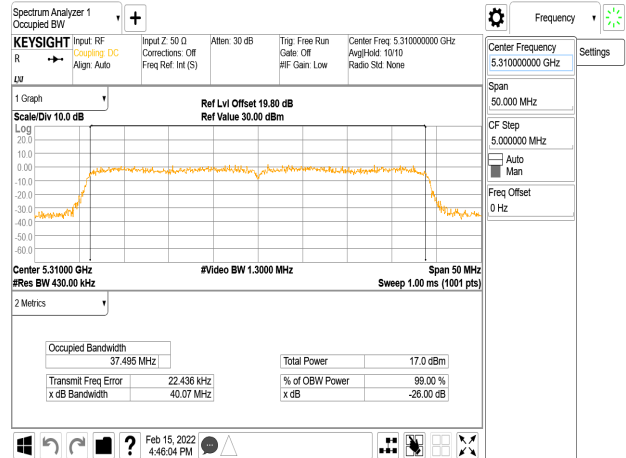 Spectrum Analyzer 1
Occupied BW
Frequency
KEYSIGHT
R
Input: RF
Coupling: DC
Align: Auto
Input Z: 50 Ω
Corrections: Off
Freq Ref: Int (S)
Atten: 30 dB
Trig: Free Run
Gate: Off
#IF Gain: Low
Center Freq: 5.310000000 GHz
Avg|Hold: 10/10
Radio Std: None
Center Frequency
5.310000000 GHz
Settings
Span
50.000 MHz
CF Step
5.000000 MHz
Auto
Man
Freq Offset
0 Hz
1 Graph
Scale/Div 10.0 dB
Ref Lvl Offset 19.80 dB
Ref Value 30.00 dBm
Log
20.0
10.0
0.00
-10.0
-20.0
-30.0
-40.0
-50.0
-60.0
Center 5.31000 GHz
#Video BW 1.3000 MHz
Span 50 MHz
#Res BW 430.00 kHz
Sweep 1.00 ms (1001 pts)
2 Metrics
Occupied Bandwidth
37.495 MHz
Total Power 17.0 dBm
Transmit Freq Error 22.436 kHz
% of OBW Power 99.00 %
x dB Bandwidth 40.07 MHz
x dB -26.00 dB
?
Feb 15, 2022
4:46:04 PM